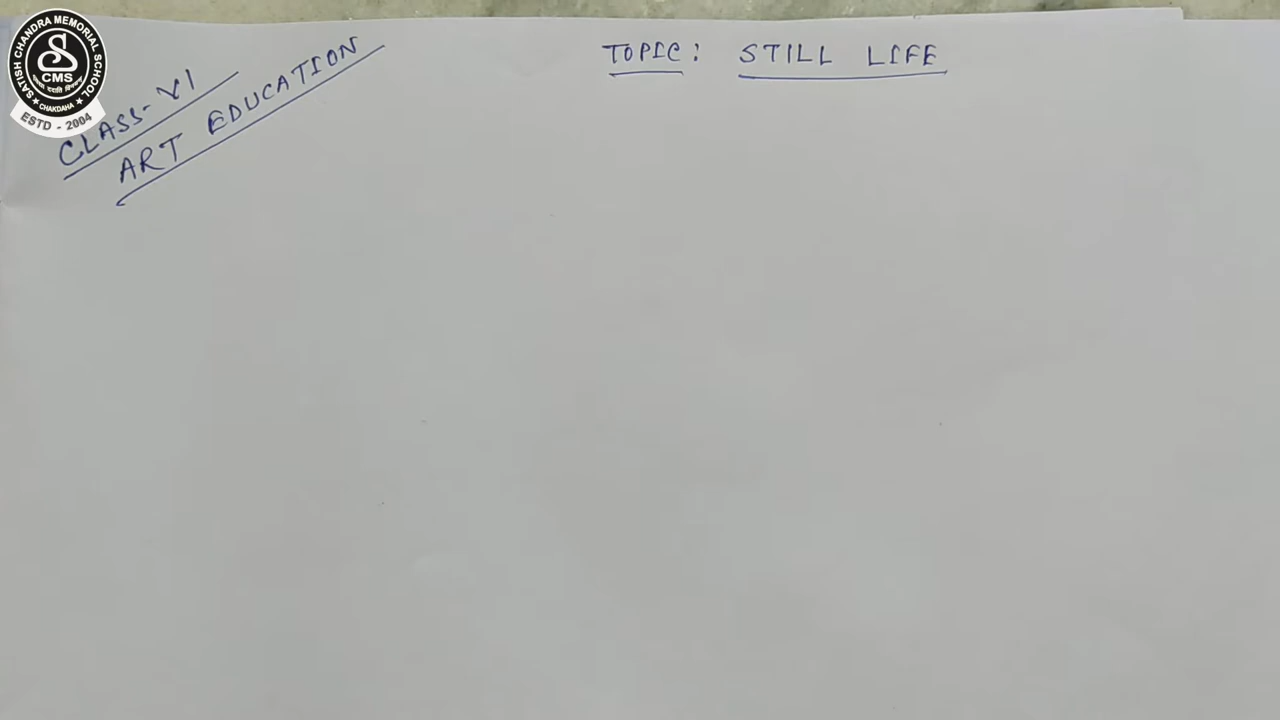 SATISH CHANDRA MEMORIAL SCHOOL
CMS
★ CHAKDAHA ★
ESTD - 2004
CLASS-VI
ART EDUCATION
TOPIC: STILL LIFE